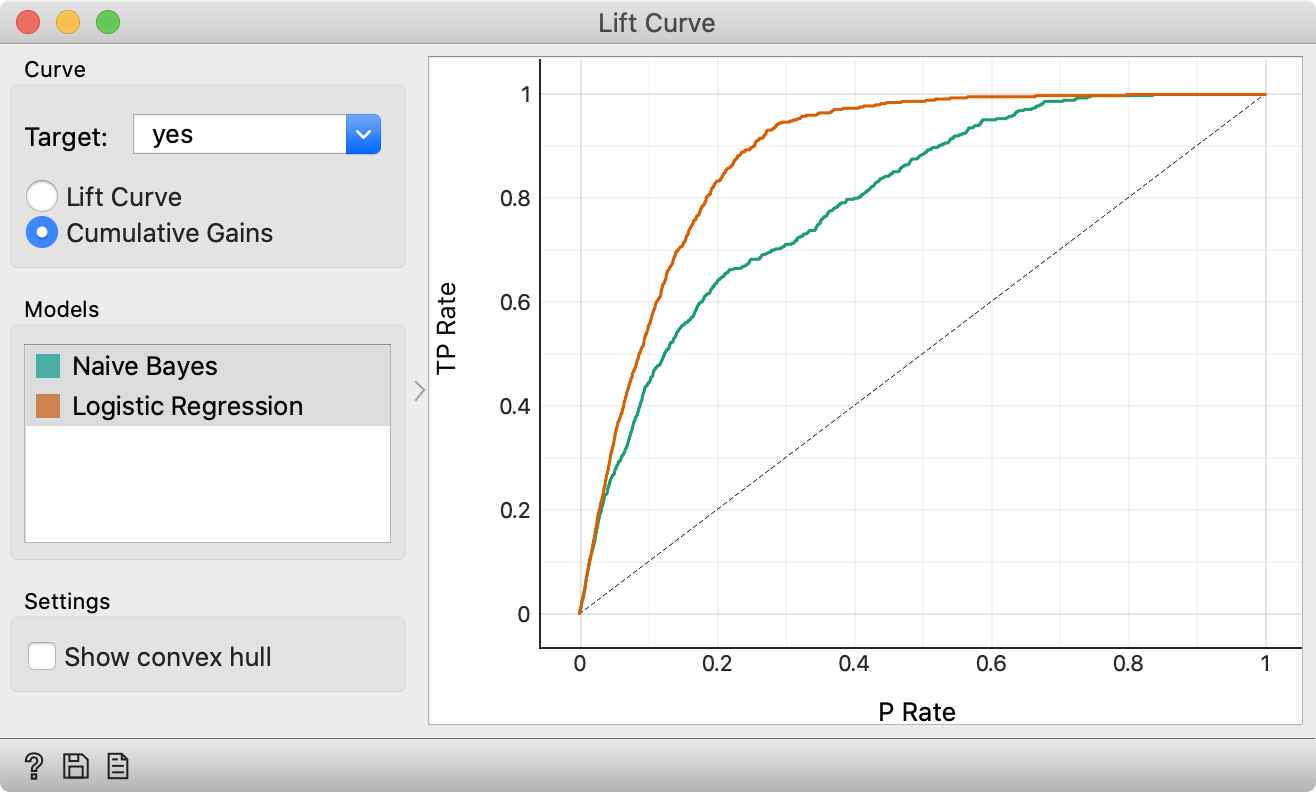 Lift Curve
Curve
Target: yes
Lift Curve
Cumulative Gains
Models
Naive Bayes
Logistic Regression
Settings
Show convex hull
TP Rate
1
0.8
0.6
0.4
0.2
0
0 0.2 0.4 0.6 0.8 1
P Rate